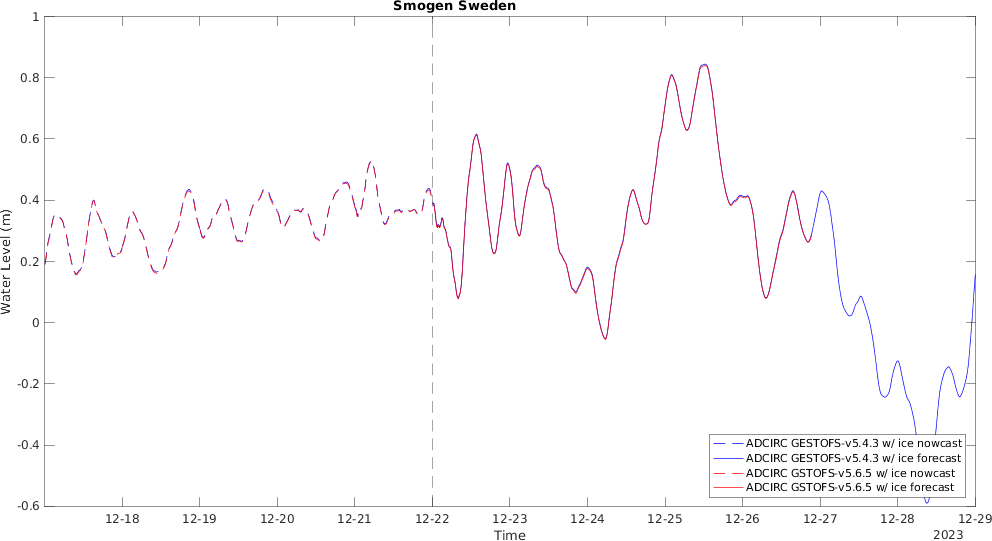 Smogen Sweden
1
0.8
0.6
0.4
0.2
0
-0.2
-0.4
-0.6
Water Level (m)
ADCIRC GESTOFS-v5.4.3 w/ ice nowcast
ADCIRC GESTOFS-v5.4.3 w/ ice forecast
ADCIRC GSTOFS-v5.6.5 w/ ice nowcast
ADCIRC GSTOFS-v5.6.5 w/ ice forecast
12-18 12-19 12-20 12-21 12-22 12-23 12-24 12-25 12-26 12-27 12-28 12-29
Time
2023